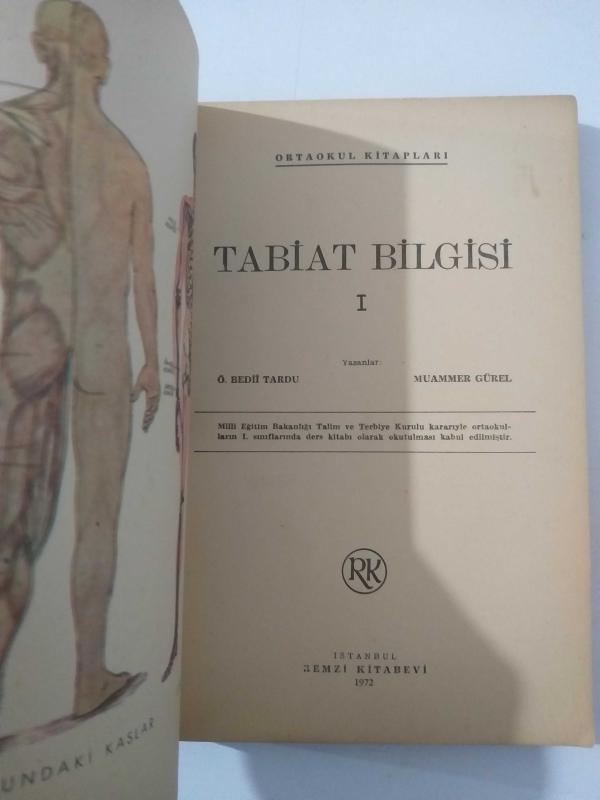 ORTAOKUL KİTAPLARI
TABİAT BİLGİSİ
I
Yazanlar:
Ö. BEDİİ TARDU MUAMMER GÜREL
Milli Eğitim Bakanlığı Talim ve Terbiye Kurulu kararıyle ortaokul-
ların I. sınıflarında ders kitabı olarak okutulması kabul edilmiştir.
RK
İSTANBUL
REMZİ KİTABEVİ
1972
UNDAKİ KASLAR